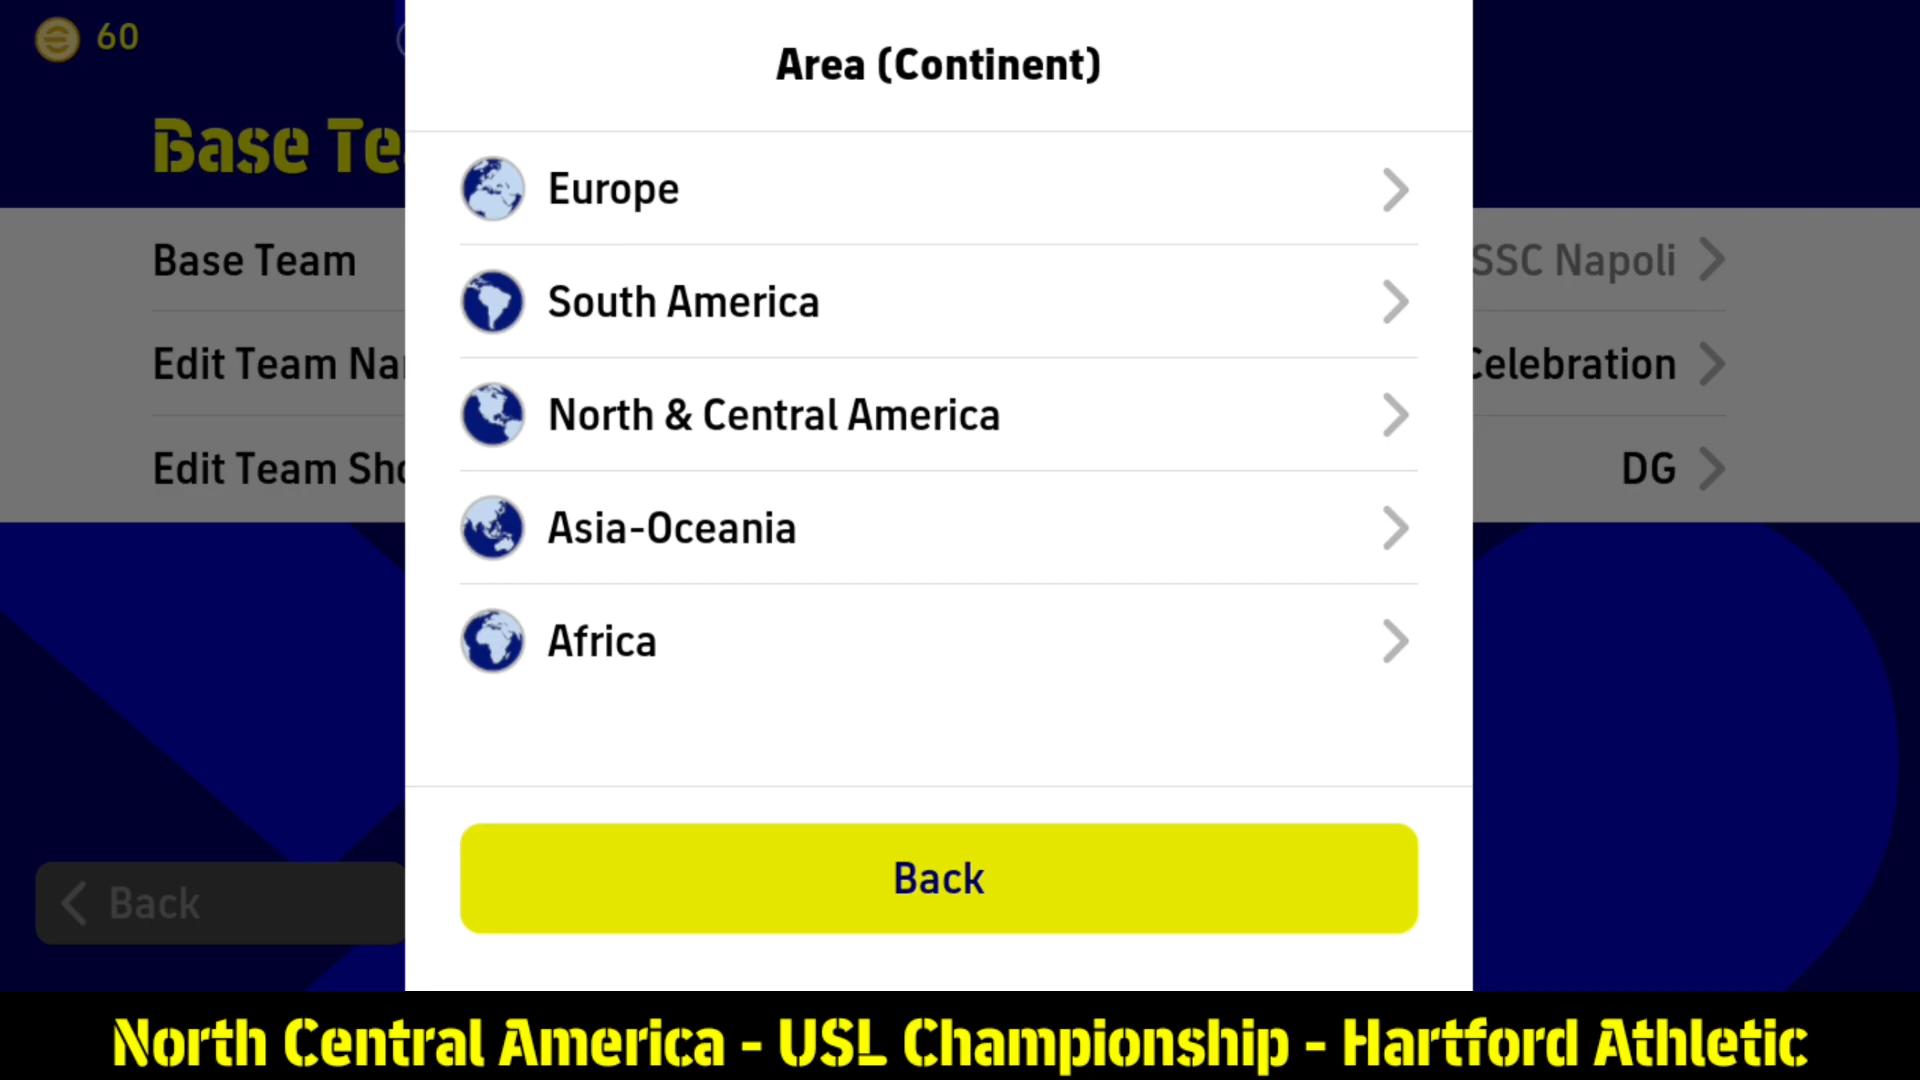 60
Area (Continent)
Base Te
Europe
Base Team
SSC Napoli
South America
Edit Team Na
Celebration
North & Central America
Edit Team Sho
DG
Asia-Oceania
Africa
Back
Back
North Central America - USL Championship - Hartford Athletic